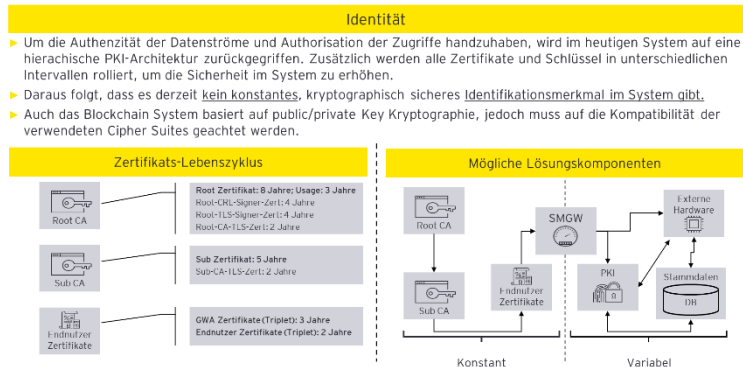 Identität
Um die Authenzität der Datenströme und Authorisation der Zugriffe handzuhaben, wird im heutigen System auf eine
hierachische PKI-Architektur zurückgegriffen. Zusätzlich werden alle Zertifikate und Schlüssel in unterschiedlichen
Intervallen rolliert, um die Sicherheit im System zu erhöhen.
Daraus folgt, dass es derzeit kein konstantes, kryptographisch sicheres Identifikationsmerkmal im System gibt.
Auch das Blockchain System basiert auf public/private Key Kryptographie, jedoch muss auf die Kompatibilität der
verwendeten Cipher Suites geachtet werden.
Zertifikats-Lebenszyklus
Root CA
Root Zertifikat: 8 Jahre; Usage: 3 Jahre
Root-CRL-Signer-Zert: 4 Jahre
Root-TLS-Signer-Zert: 4 Jahre
Root-CA-TLS-Zert: 2 Jahre
Sub CA
Sub Zertifikat: 5 Jahre
Sub-CA-TLS-Zert: 2 Jahre
Endnutzer
Zertifikate
GWA Zertifikate (Triplet): 3 Jahre
Endnutzer Zertifikate (Triplet): 2 Jahre
Mögliche Lösungskomponenten
Root CA
Sub CA
Endnutzer
Zertifikate
SMGW
PKI
Externe
Hardware
Stammdaten
DB
Konstant
Variabel